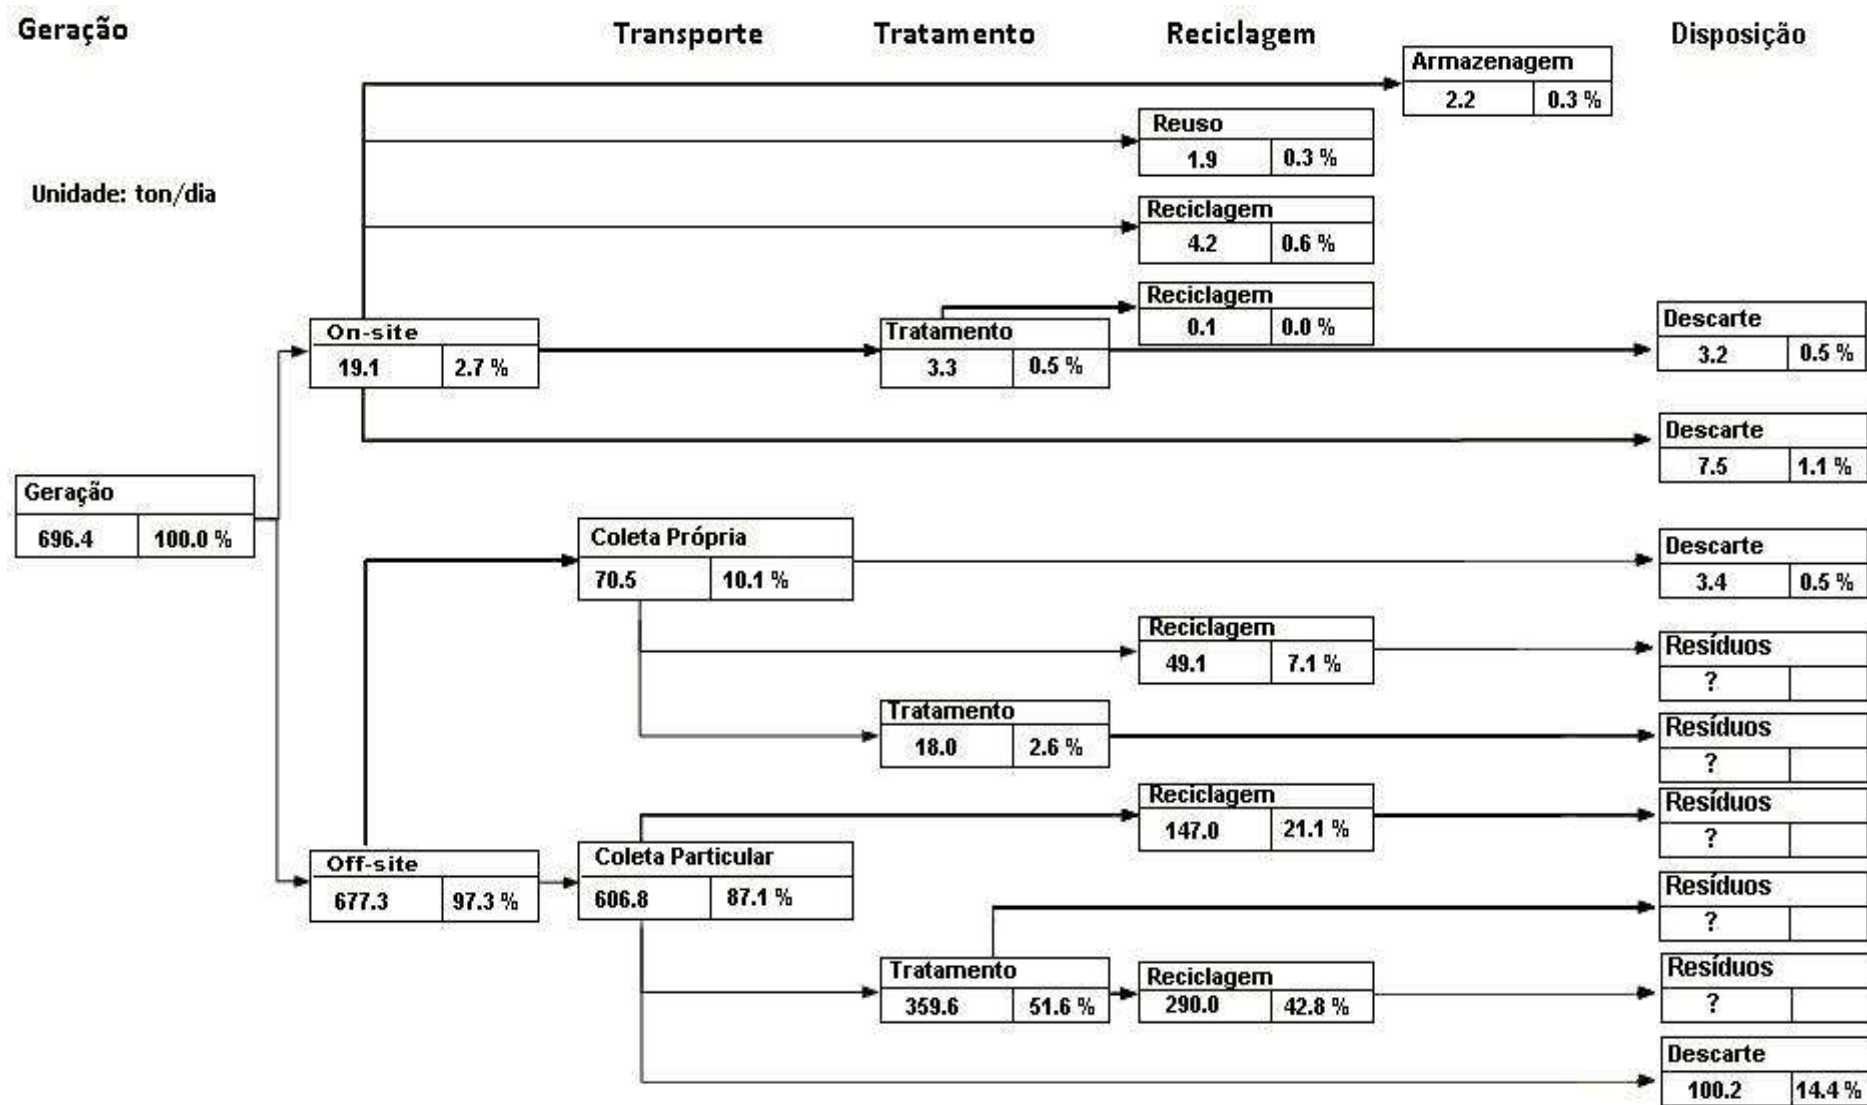 Geração Transporte Tratamento Reciclagem Disposição
Armazenagem
2.2 0.3 %
Reuso
1.9 0.3 %
Unidade: ton/dia
Reciclagem
4.2 0.6 %
Reciclagem
0.1 0.0 %
On-site
19.1 2.7 %
Tratamento
3.3 0.5 %
Descarte
3.2 0.5 %
Descarte
7.5 1.1 %
Geração
696.4 100.0 %
Coleta Própria
70.5 10.1 %
Descarte
3.4 0.5 %
Reciclagem
49.1 7.1 %
Resíduos
?
Tratamento
18.0 2.6 %
Resíduos
?
Reciclagem
147.0 21.1 %
Resíduos
?
Off-site
677.3 97.3 %
Coleta Particular
606.8 87.1 %
Resíduos
?
Tratamento
359.6 51.6 %
Reciclagem
290.0 42.8 %
Resíduos
?
Descarte
100.2 14.4 %